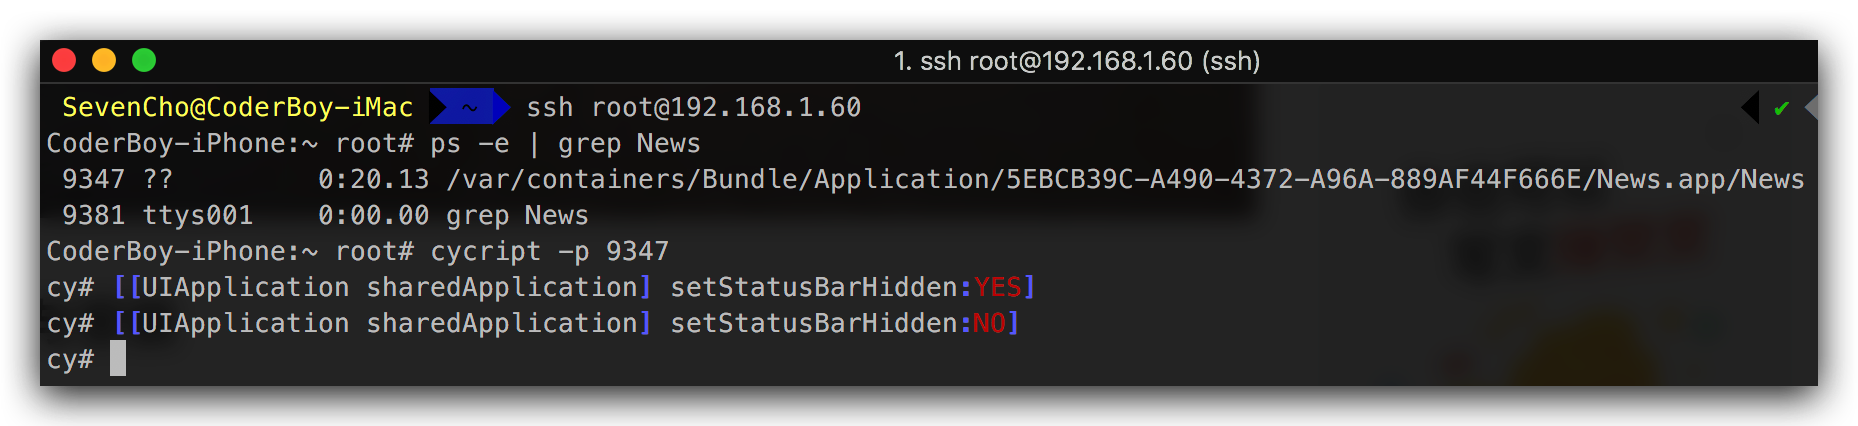 1. ssh root@192.168.1.60 (ssh)
SevenCho@CoderBoy-iMac ~ ssh root@192.168.1.60 ✔
CoderBoy-iPhone:~ root# ps -e | grep News
9347 ?? 0:20.13 /var/containers/Bundle/Application/5EBCB39C-A490-4372-A96A-889AF44F666E/News.app/News
9381 ttys001 0:00.00 grep News
CoderBoy-iPhone:~ root# cycript -p 9347
cy# [[UIApplication sharedApplication] setStatusBarHidden:YES]
cy# [[UIApplication sharedApplication] setStatusBarHidden:NO]
cy#